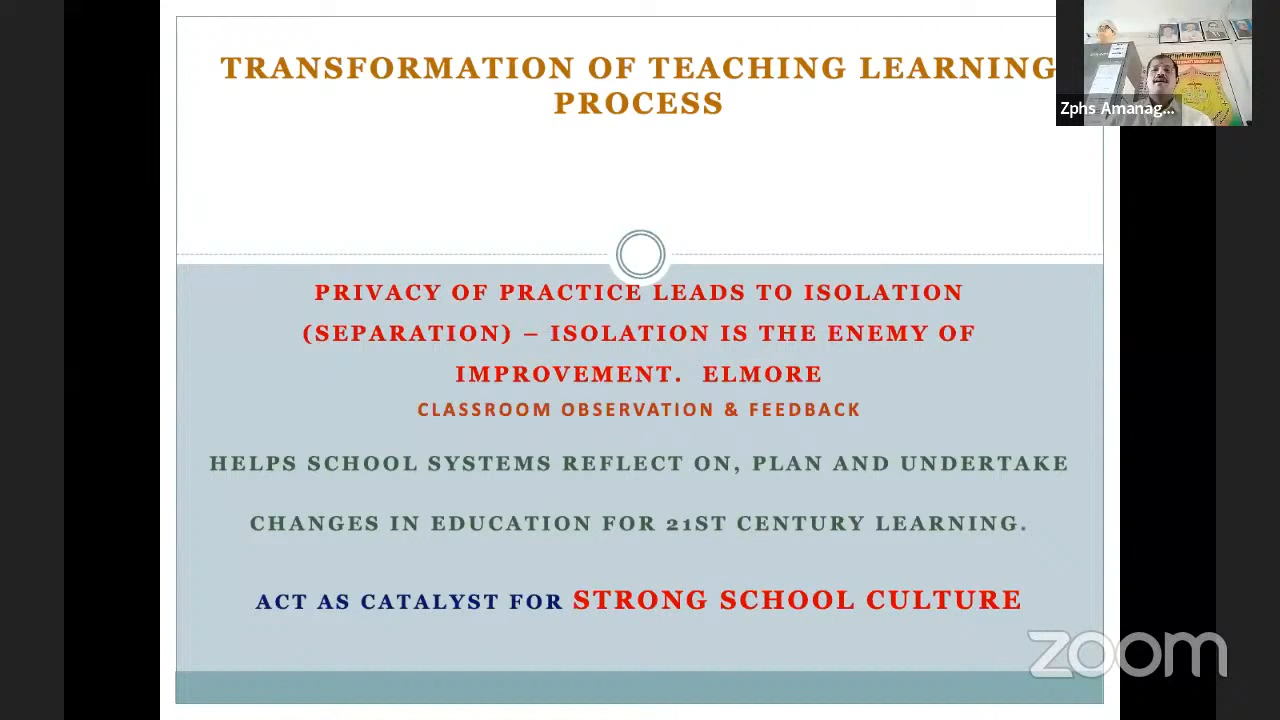 TRANSFORMATION OF TEACHING LEARNING
PROCESS
Zphs Amanag...
PRIVACY OF PRACTICE LEADS TO ISOLATION
(SEPARATION) – ISOLATION IS THE ENEMY OF
IMPROVEMENT. ELMORE
CLASSROOM OBSERVATION & FEEDBACK
HELPS SCHOOL SYSTEMS REFLECT ON, PLAN AND UNDERTAKE
CHANGES IN EDUCATION FOR 21ST CENTURY LEARNING.
ACT AS CATALYST FOR STRONG SCHOOL CULTURE
zoom